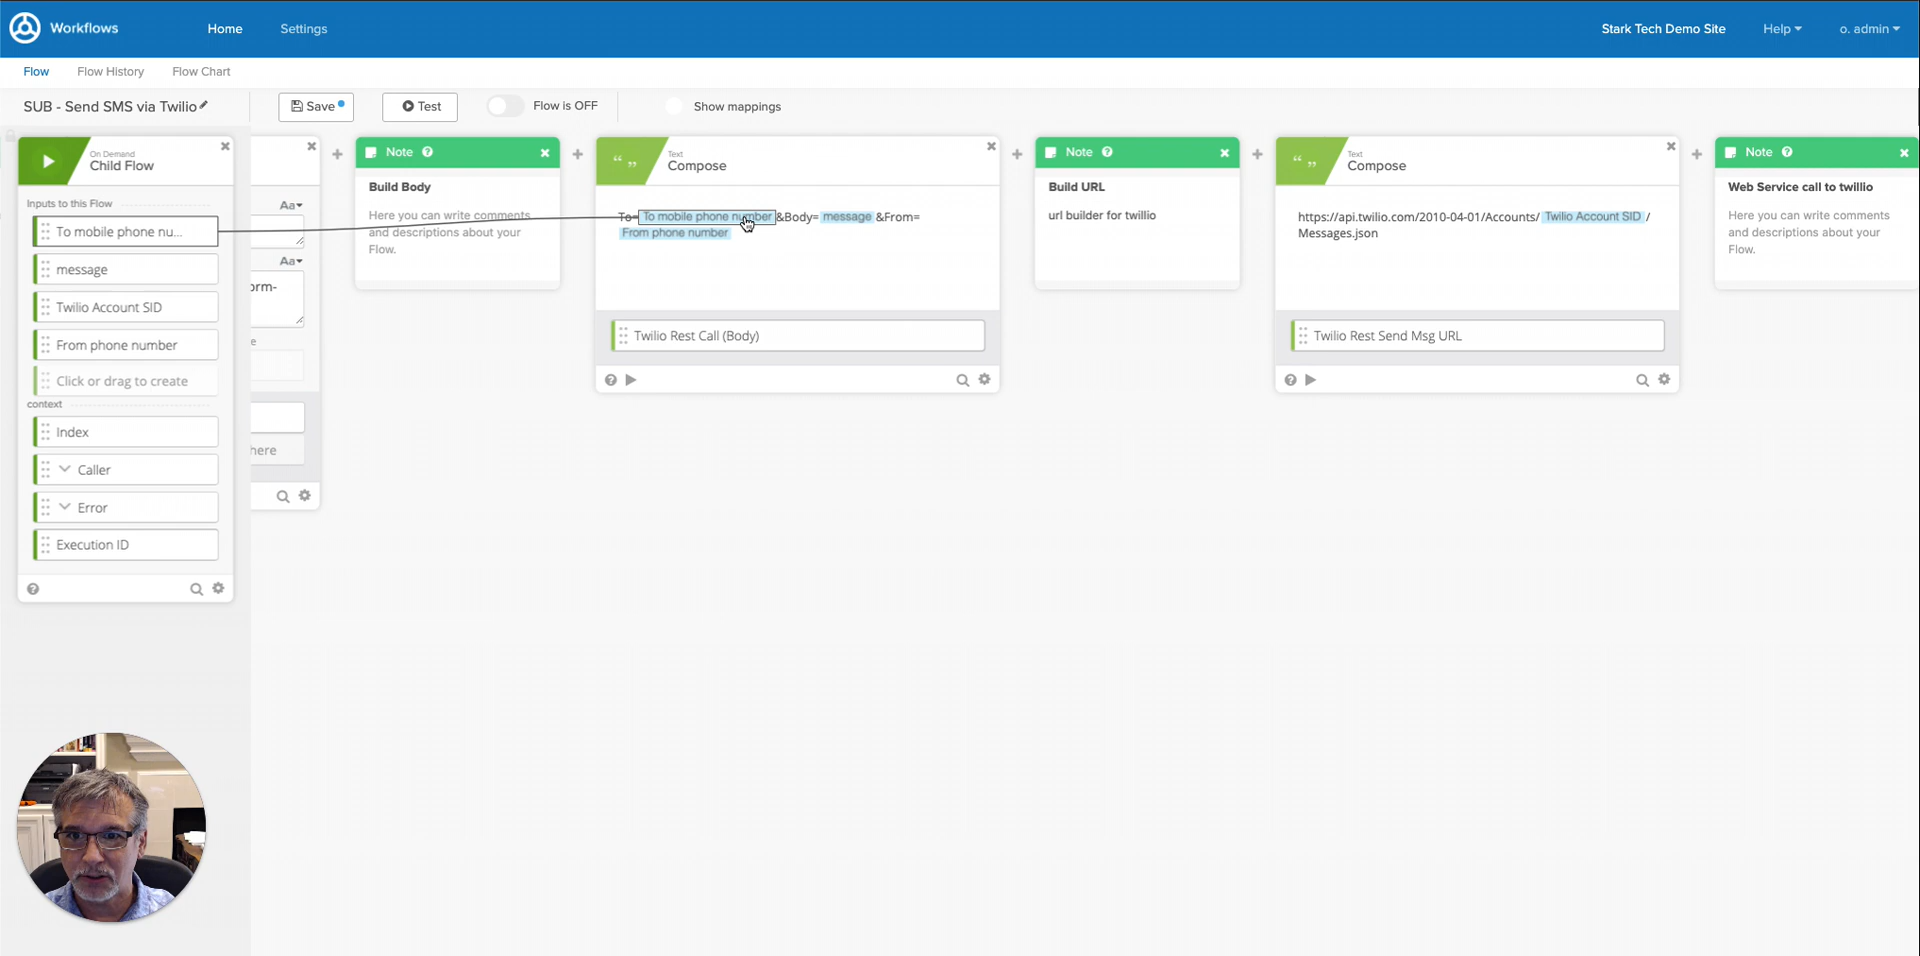 Workflows
Home
Settings
Stark Tech Demo Site
Help
o. admin
Flow
Flow History
Flow Chart
SUB - Send SMS via Twilio
Save
Test
Flow is OFF
Show mappings
On Demand
Child Flow
Inputs to this Flow
To mobile phone nu...
message
Twilio Account SID
From phone number
Click or drag to create
context
Index
Caller
Error
Execution ID
Aa
Aa
orm-
e
here
Note
Build Body
Here you can write comments
and descriptions about your
Flow.
Text
Compose
To= To mobile phone number &Body= message &From=
From phone number
Twilio Rest Call (Body)
Note
Build URL
url builder for twillio
Text
Compose
https://api.twilio.com/2010-04-01/Accounts/ Twilio Account SID /
Messages.json
Twilio Rest Send Msg URL
Note
Web Service call to twillio
Here you can write comments
and descriptions about your
Flow.